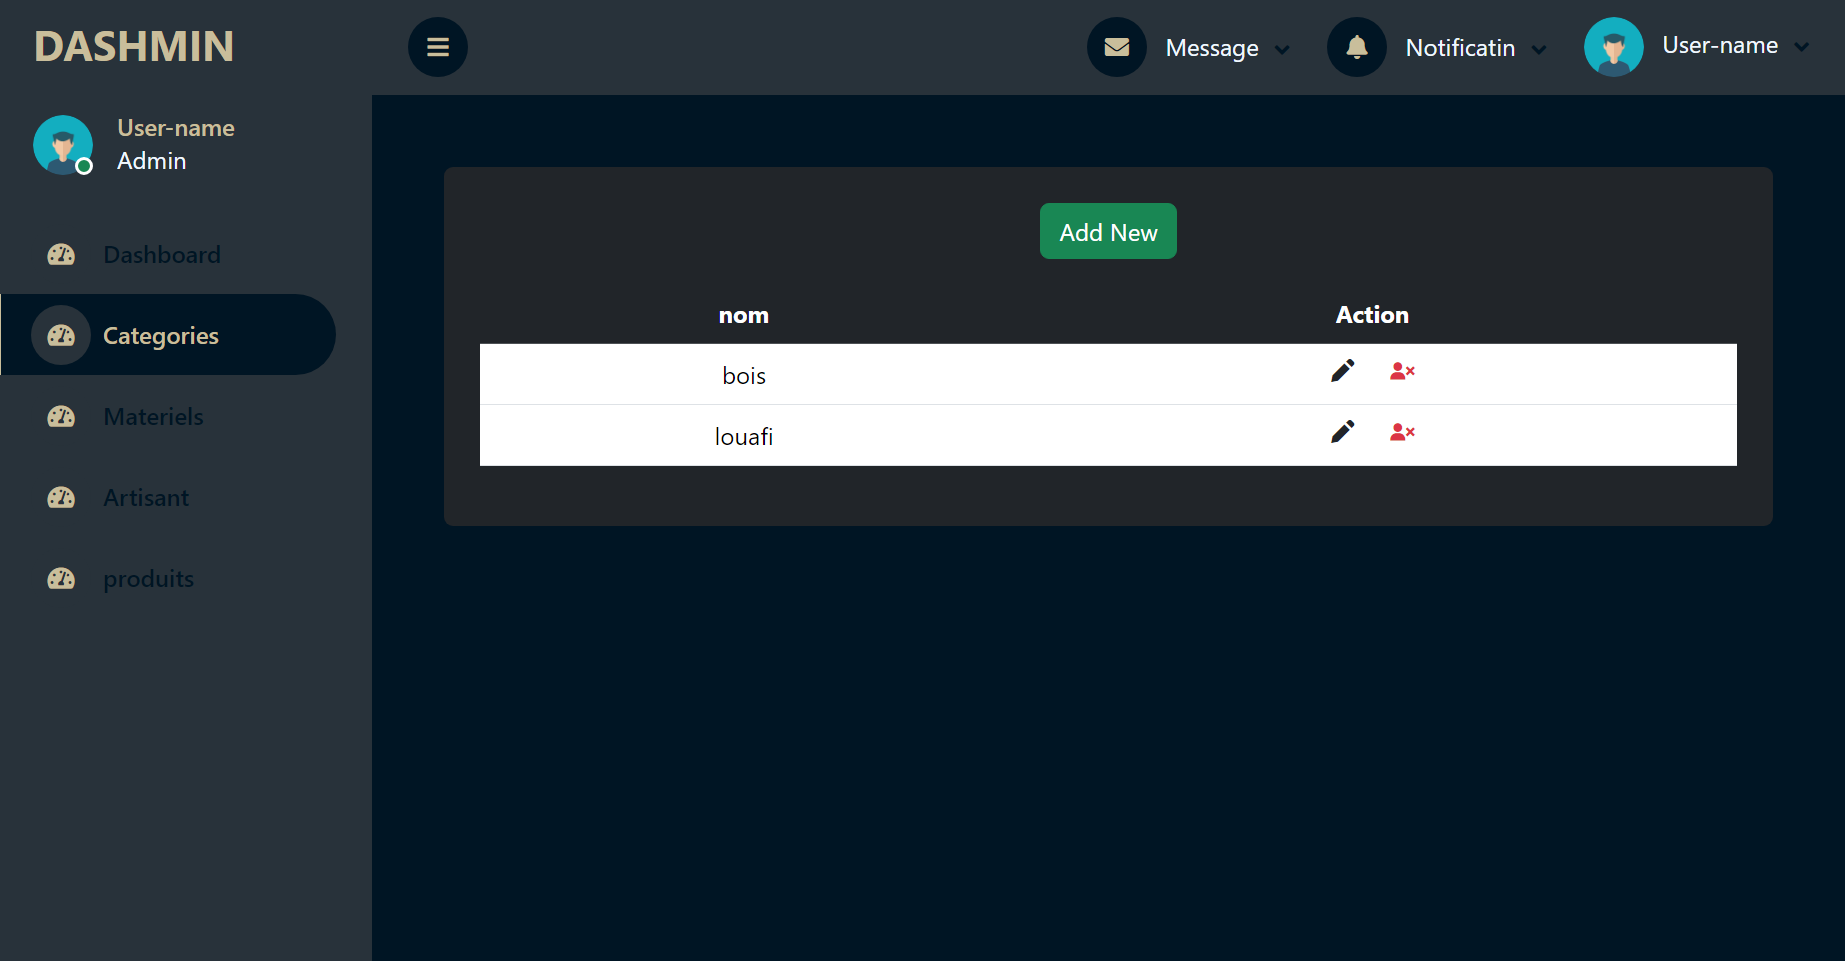 DASHMIN
Message
Notificatin
User-name
User-name
Admin
Dashboard
Categories
Materiels
Artisant
produits
Add New
nom Action
bois
louafi